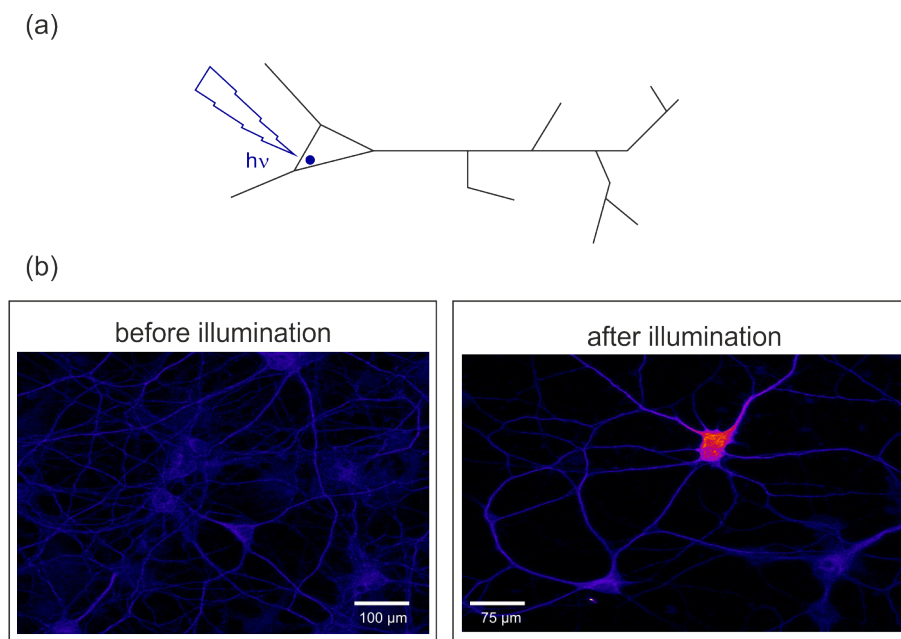 (a)
hν
(b)
before illumination
after illumination
100 µm
75 µm